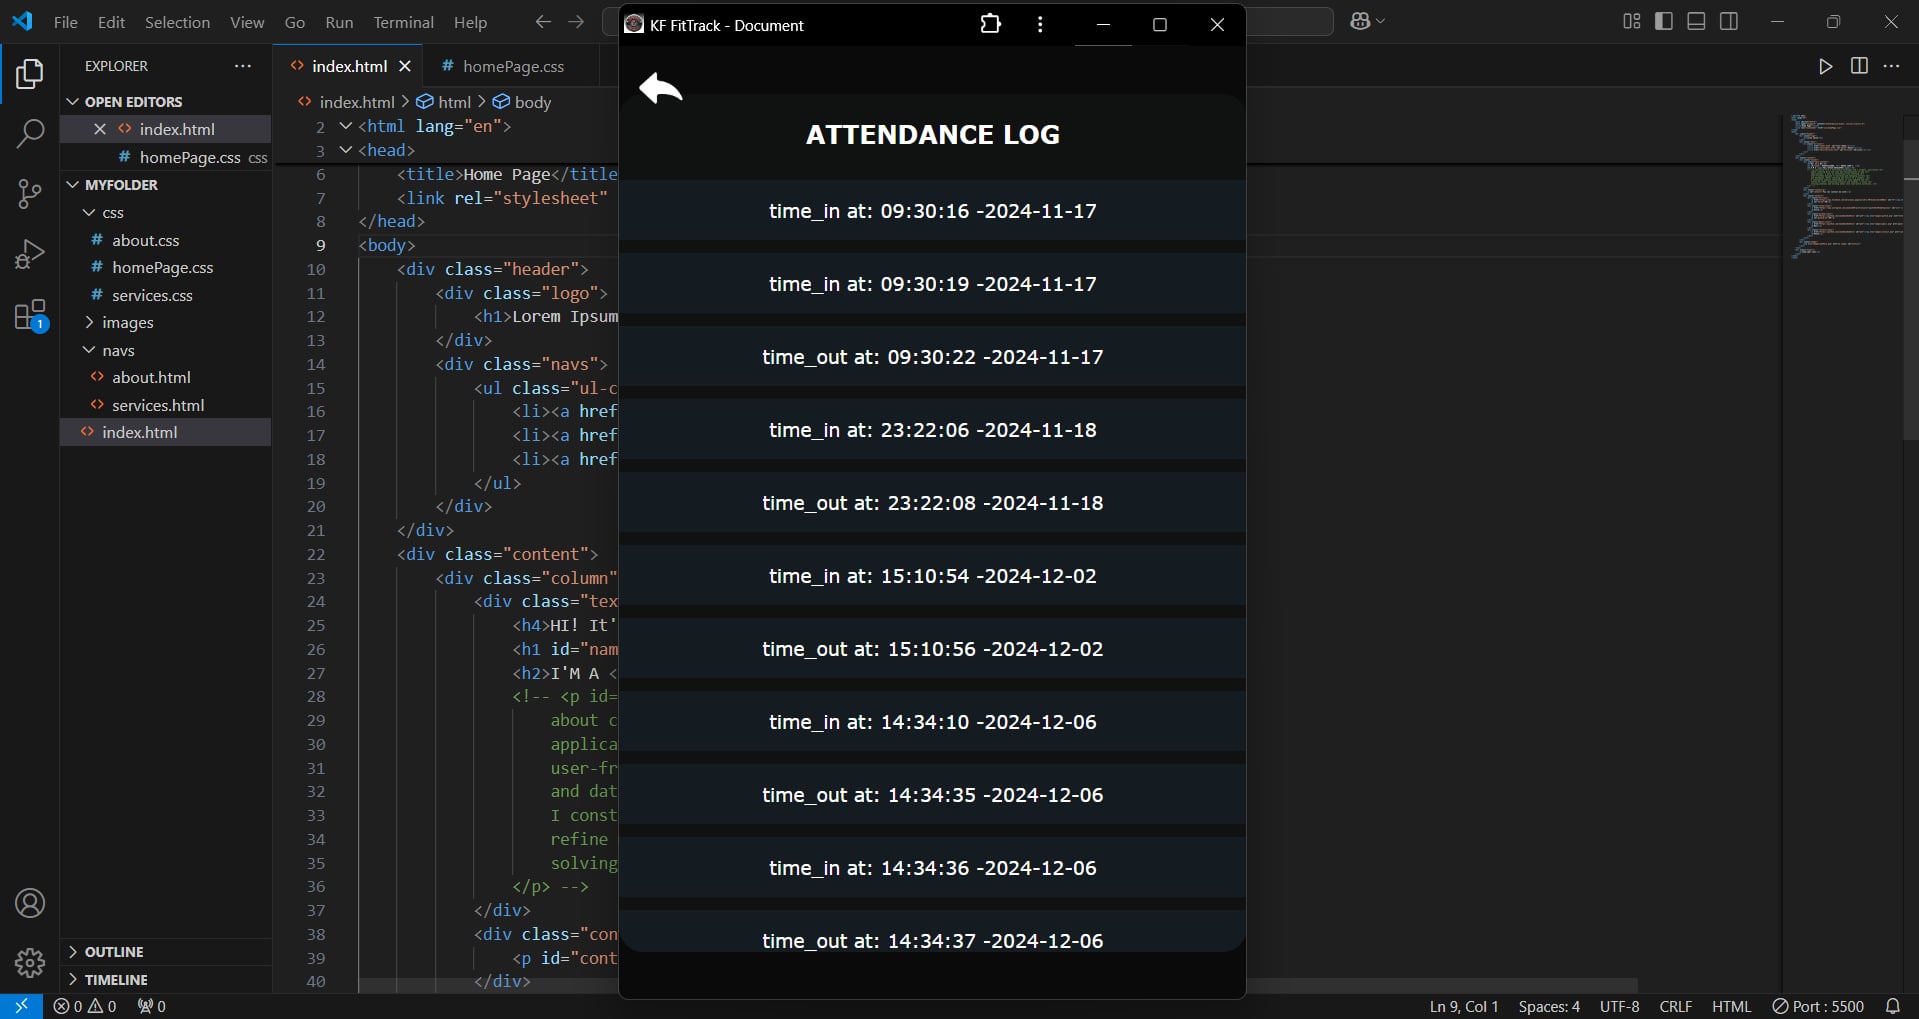 File Edit Selection View Go Run Terminal Help
KF FitTrack - Document
EXPLORER
OPEN EDITORS
index.html
homePage.css css
MYFOLDER
css
about.css
homePage.css
services.css
images
navs
about.html
services.html
index.html
OUTLINE
TIMELINE
1
index.html
homePage.css
index.html > html > body
2 <html lang="en">
3 <head>
6 <title>Home Page</title
7 <link rel="stylesheet"
8 </head>
9 <body>
10 <div class="header">
11 <div class="logo">
12 <h1>Lorem Ipsum
13 </div>
14 <div class="navs">
15 <ul class="ul-c
16 <li><a href
17 <li><a href
18 <li><a href
19 </ul>
20 </div>
21 </div>
22 <div class="content">
23 <div class="column"
24 <div class="tex
25 <h4>HI! It'
26 <h1 id="nam
27 <h2>I'M A <
28 <!-- <p id=
29 about c
30 applica
31 user-fr
32 and dat
33 I const
34 refine
35 solving
36 </p> -->
37 </div>
38 <div class="con
39 <p id="cont
40 </div>
ATTENDANCE LOG
time_in at: 09:30:16 -2024-11-17
time_in at: 09:30:19 -2024-11-17
time_out at: 09:30:22 -2024-11-17
time_in at: 23:22:06 -2024-11-18
time_out at: 23:22:08 -2024-11-18
time_in at: 15:10:54 -2024-12-02
time_out at: 15:10:56 -2024-12-02
time_in at: 14:34:10 -2024-12-06
time_out at: 14:34:35 -2024-12-06
time_in at: 14:34:36 -2024-12-06
time_out at: 14:34:37 -2024-12-06
0 0 0
Ln 9, Col 1 Spaces: 4 UTF-8 CRLF HTML Port : 5500